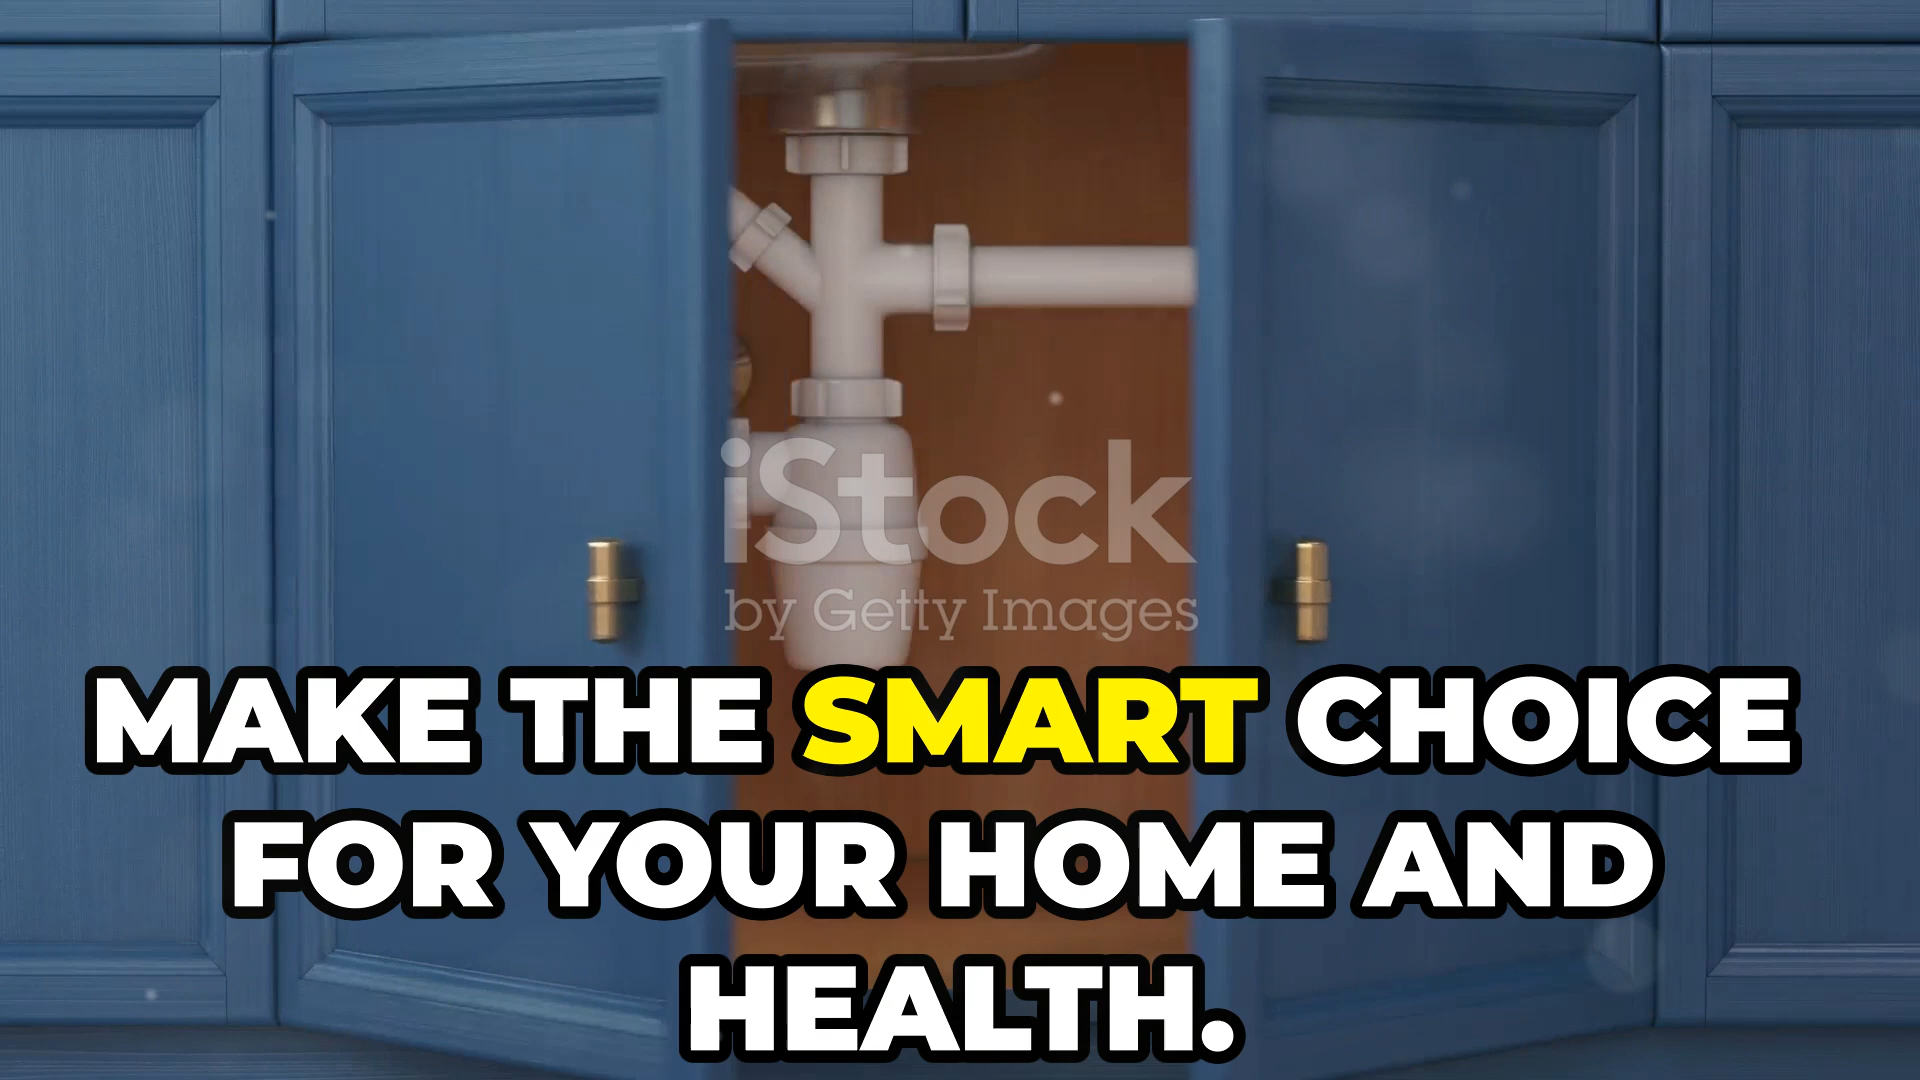 iStock
by Getty Images
MAKE THE SMART CHOICE
FOR YOUR HOME AND
HEALTH.